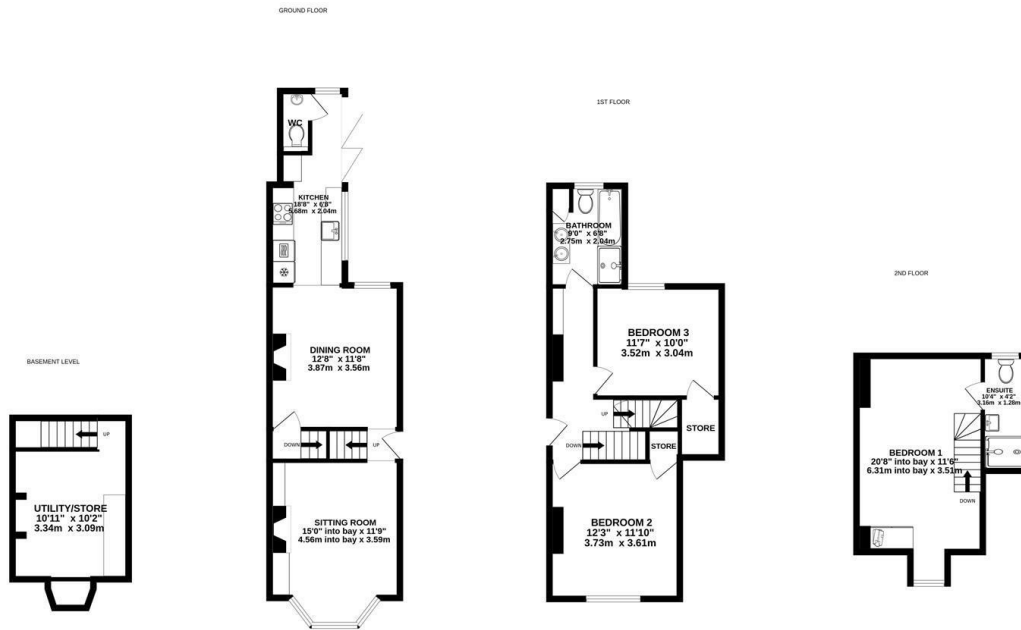 GROUND FLOOR
WC
KITCHEN
18'8" x 6'8"
5.68m x 2.04m
DINING ROOM
12'8" x 11'8"
3.87m x 3.56m
DOWN
UP
SITTING ROOM
15'0" into bay x 11'9"
4.56m into bay x 3.59m
BASEMENT LEVEL
UP
UTILITY/STORE
10'11" x 10'2"
3.34m x 3.09m
1ST FLOOR
BATHROOM
9'0" x 6'8"
2.75m x 2.04m
BEDROOM 3
11'7" x 10'0"
3.52m x 3.04m
UP
STORE
DOWN
STORE
BEDROOM 2
12'3" x 11'10"
3.73m x 3.61m
2ND FLOOR
ENSUITE
10'4" x 4'2"
3.16m x 1.28m
BEDROOM 1
20'8" into bay x 11'6"
6.31m into bay x 3.51m
DOWN